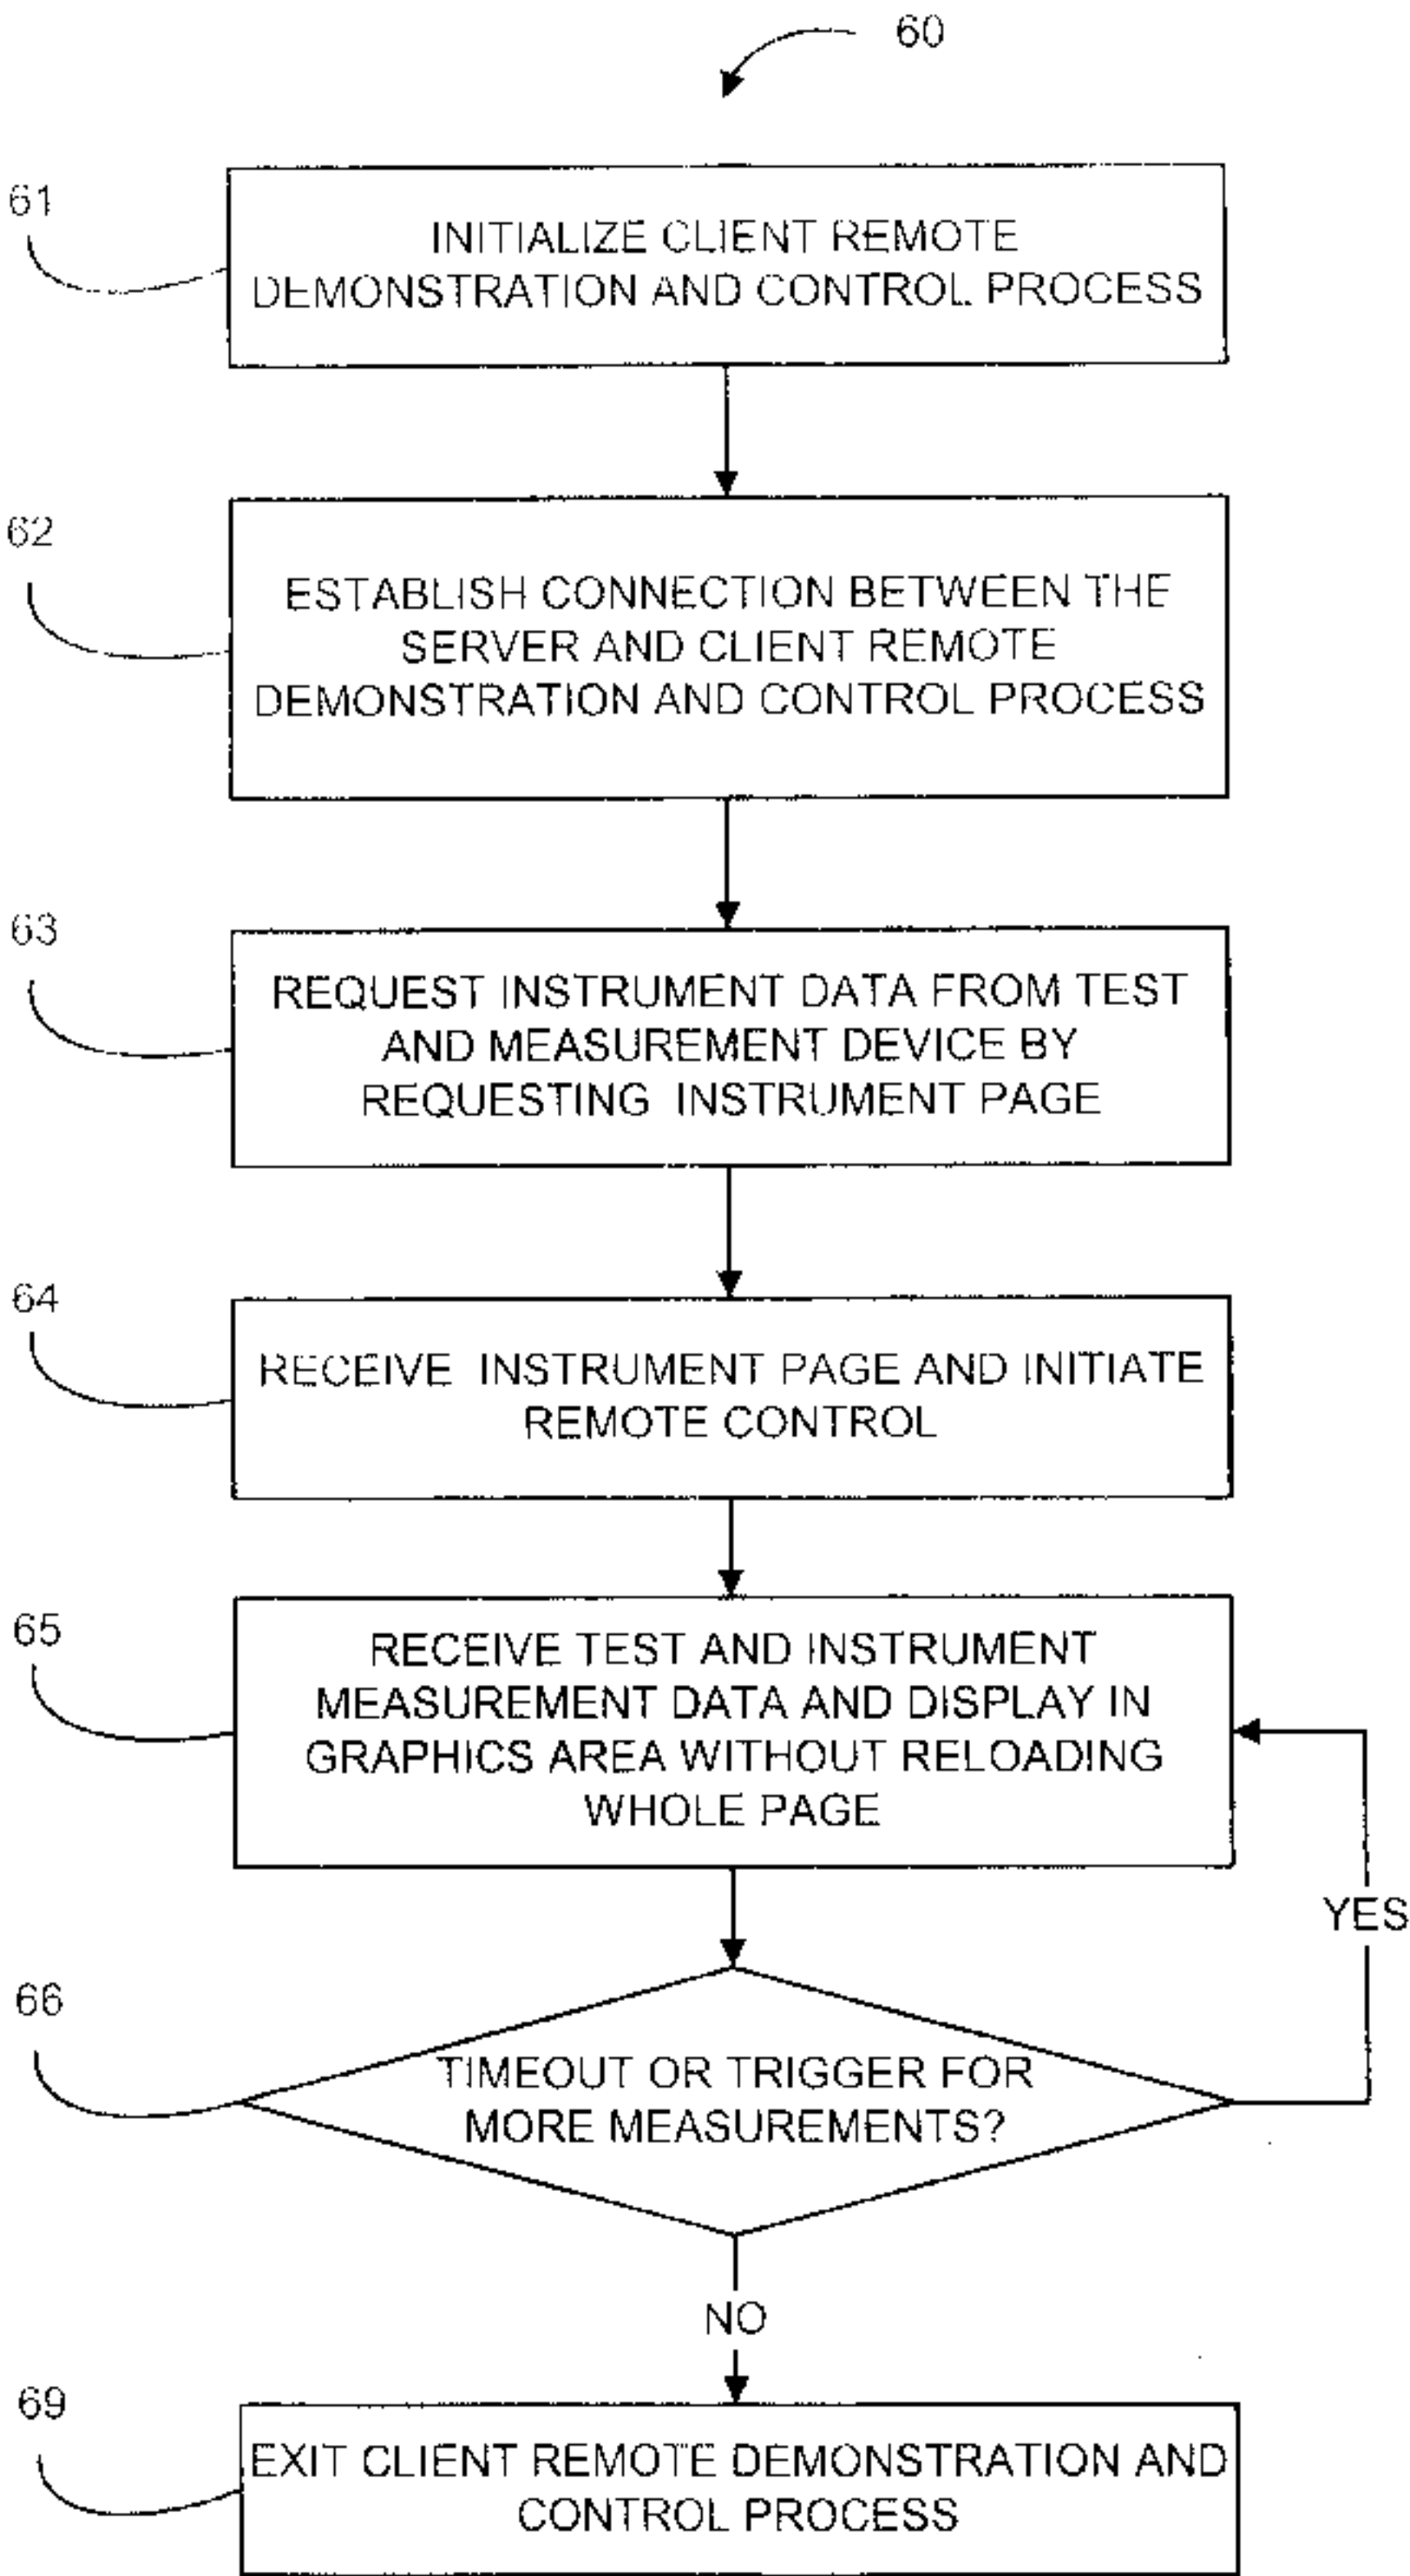 60
61
INITIALIZE CLIENT REMOTE
DEMONSTRATION AND CONTROL PROCESS
62
ESTABLISH CONNECTION BETWEEN THE
SERVER AND CLIENT REMOTE
DEMONSTRATION AND CONTROL PROCESS
63
REQUEST INSTRUMENT DATA FROM TEST
AND MEASUREMENT DEVICE BY
REQUESTING INSTRUMENT PAGE
64
RECEIVE INSTRUMENT PAGE AND INITIATE
REMOTE CONTROL
65
RECEIVE TEST AND INSTRUMENT
MEASUREMENT DATA AND DISPLAY IN
GRAPHICS AREA WITHOUT RELOADING
WHOLE PAGE
YES
66
TIMEOUT OR TRIGGER FOR
MORE MEASUREMENTS?
NO
69
EXIT CLIENT REMOTE DEMONSTRATION AND
CONTROL PROCESS